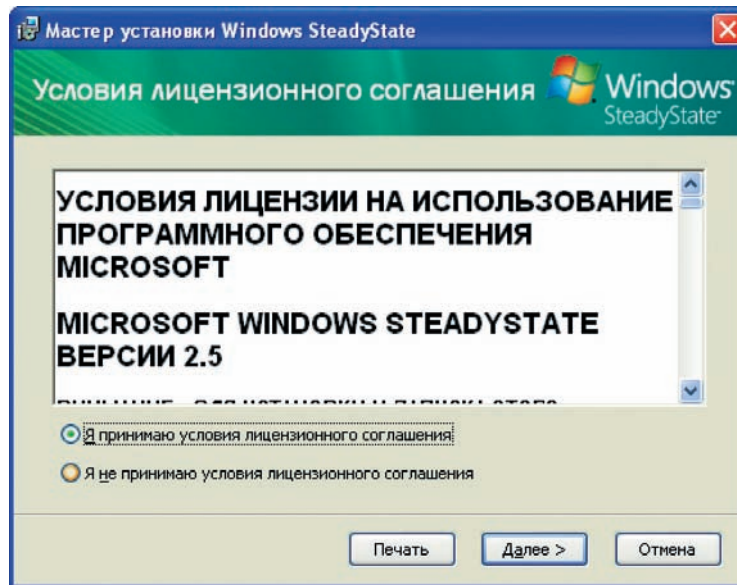 Мастер установки Windows SteadyState
Условия лицензионного соглашения
Windows
SteadyState
УСЛОВИЯ ЛИЦЕНЗИИ НА ИСПОЛЬЗОВАНИЕ
ПРОГРАММНОГО ОБЕСПЕЧЕНИЯ
MICROSOFT
MICROSOFT WINDOWS STEADYSTATE
ВЕРСИИ 2.5
Я принимаю условия лицензионного соглашения
Я не принимаю условия лицензионного соглашения
Печать
Далее >
Отмена